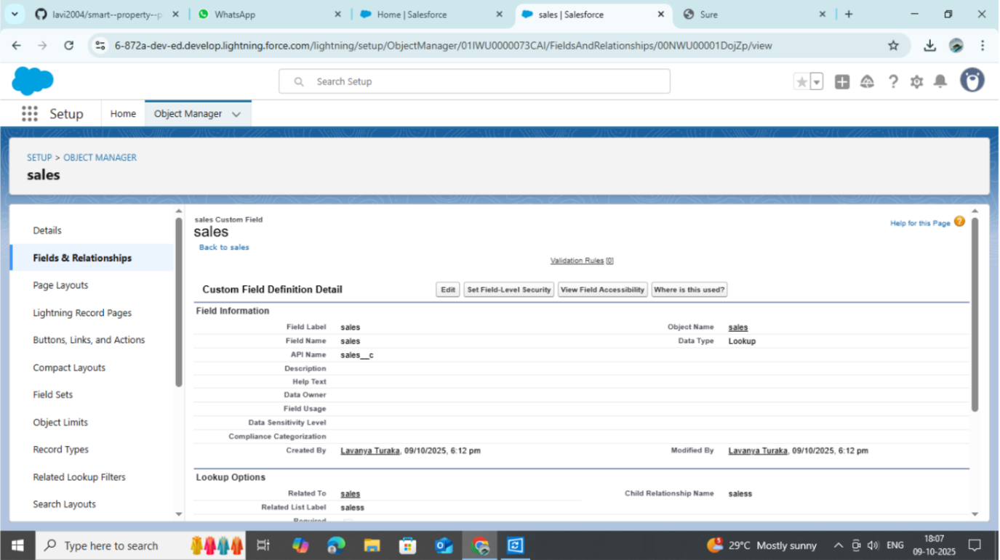 lavi2004/smart--property--p
WhatsApp
Home | Salesforce
sales | Salesforce
Sure
6-872a-dev-ed.develop.lightning.force.com/lightning/setup/ObjectManager/01IWU0000073CAI/FieldsAndRelationships/00NWU00001DojZp/view
Search Setup
Setup
Home
Object Manager
SETUP > OBJECT MANAGER
sales
Details
Fields & Relationships
Page Layouts
Lightning Record Pages
Buttons, Links, and Actions
Compact Layouts
Field Sets
Object Limits
Record Types
Related Lookup Filters
Search Layouts
sales Custom Field
sales
Back to sales
Help for this Page ?
Validation Rules [0]
Custom Field Definition Detail Edit Set Field-Level Security View Field Accessibility Where is this used?
Field Information
Field Label sales Object Name sales
Field Name sales Data Type Lookup
API Name sales__c
Description
Help Text
Data Owner
Field Usage
Data Sensitivity Level
Compliance Categorization
Created By Lavanya Turaka, 09/10/2025, 6:12 pm Modified By Lavanya Turaka, 09/10/2025, 6:12 pm
Lookup Options
Related To sales Child Relationship Name saless
Related List Label saless
Required
Type here to search
29°C Mostly sunny
ENG
18:07
09-10-2025